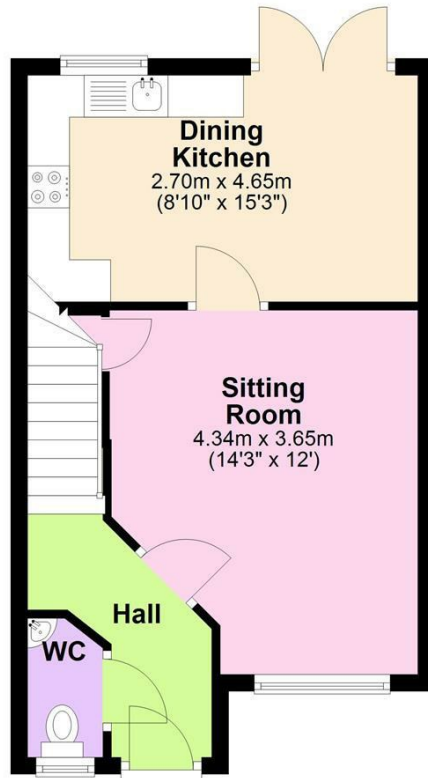 Dining
Kitchen
2.70m x 4.65m
(8'10" x 15'3")
Sitting
Room
4.34m x 3.65m
(14'3" x 12')
Hall
WC